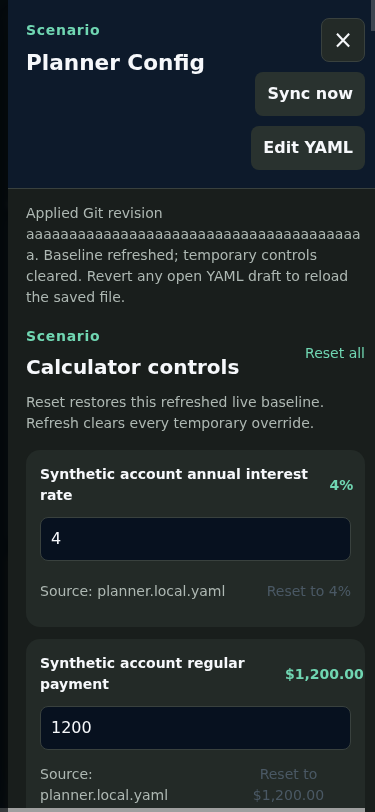 Scenario
Planner Config
×
Sync now
Edit YAML
Applied Git revision
aaaaaaaaaaaaaaaaaaaaaaaaaaaaaaaaaaaaaaa
a. Baseline refreshed; temporary controls
cleared. Revert any open YAML draft to reload
the saved file.
Scenario
Calculator controls
Reset all
Reset restores this refreshed live baseline.
Refresh clears every temporary override.
Synthetic account annual interest
rate
4%
4
Source: planner.local.yaml
Reset to 4%
Synthetic account regular
payment
$1,200.00
1200
Source:
planner.local.yaml
Reset to
$1,200.00